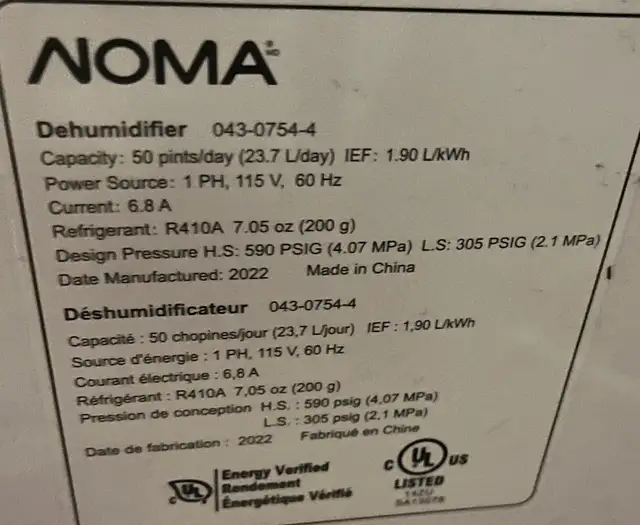 NOMA
Dehumidifier 043-0754-4
Capacity: 50 pints/day (23.7 L/day) IEF: 1.90 L/kWh
Power Source: 1 PH, 115 V, 60 Hz
Current: 6.8 A
Refrigerant: R410A 7.05 oz (200 g)
Design Pressure H.S: 590 PSIG (4.07 MPa) L.S: 305 PSIG (2.1 MPa)
Date Manufactured: 2022 Made in China
Déshumidificateur 043-0754-4
Capacité : 50 chopines/jour (23,7 L/jour) IEF : 1,90 L/kWh
Source d'énergie : 1 PH, 115 V, 60 Hz
Courant électrique : 6,8 A
Réfrigérant : R410A 7,05 oz (200 g)
Pression de conception H.S. : 590 psig (4,07 MPa)
L.S. : 305 psig (2,1 MPa)
Date de fabrication : 2022 Fabriqué en Chine
UL Energy Verified
Rendement
Énergétique Vérifié
C UL US
LISTED